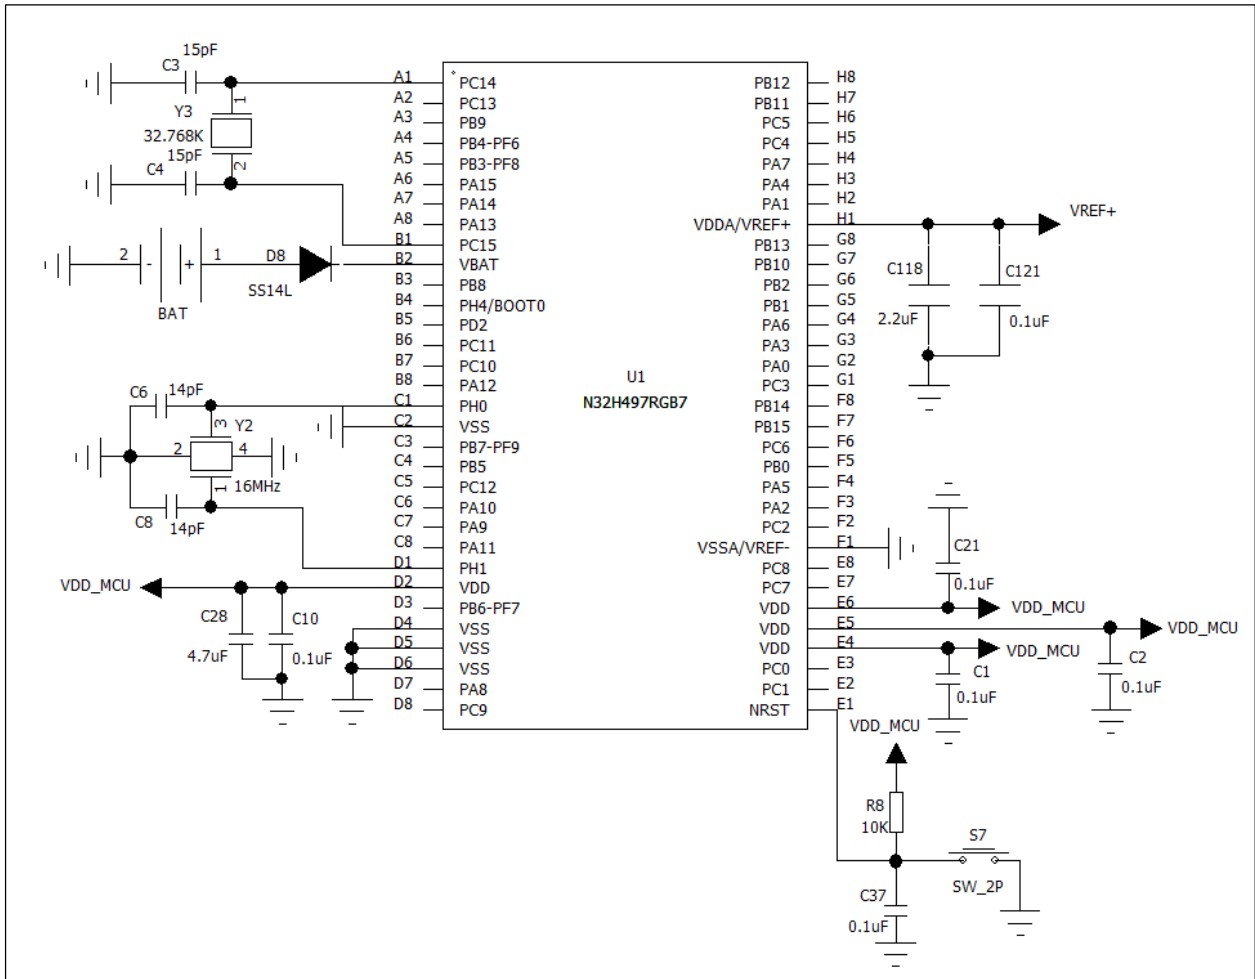 15pF
C3
Y3
1
32.768K
15pF
2
C4
2
-
+
1
D8
SS14L
BAT
C6
14pF
3
Y2
2
4
1
16MHz
C8
14pF
VDD_MCU
C28
4.7uF
C10
0.1uF
A1 PC14
A2 PC13
A3 PB9
A4 PB4-PF6
A5 PB3-PF8
A6 PA15
A7 PA14
A8 PA13
B1 PC15
B2 VBAT
B3 PB8
B4 PH4/BOOT0
B5 PD2
B6 PC11
B7 PC10
B8 PA12
C1 PH0
C2 VSS
C3 PB7-PF9
C4 PB5
C5 PC12
C6 PA10
C7 PA9
C8 PA11
D1 PH1
D2 VDD
D3 PB6-PF7
D4 VSS
D5 VSS
D6 VSS
D7 PA8
D8 PC9
U1
N32H497RGB7
PB12 H8
PB11 H7
PC5 H6
PC4 H5
PA7 H4
PA4 H3
PA1 H2
VDDA/VREF+ H1
PB13 G8
PB10 G7
PB2 G6
PB1 G5
PA6 G4
PA3 G3
PA0 G2
PC3 G1
PB14 F8
PB15 F7
PC6 F6
PB0 F5
PA5 F4
PA2 F3
PC2 F2
VSSA/VREF- F1
PC8 E8
PC7 E7
VDD E6
VDD E5
VDD E4
PC0 E3
PC1 E2
NRST E1
VREF+
C118
2.2uF
C121
0.1uF
C21
0.1uF
VDD_MCU
VDD_MCU
VDD_MCU
C1
0.1uF
C2
0.1uF
VDD_MCU
R8
10K
S7
SW_2P
C37
0.1uF